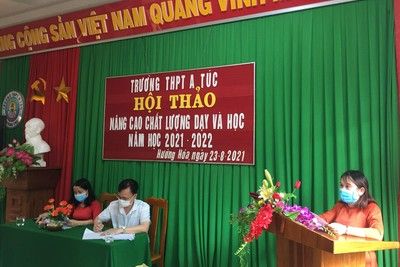 CỘNG SẢN VIỆT NAM QUANG VINH
TRƯỜNG THPT A TÚC
HỘI THẢO
NÂNG CAO CHẤT LƯỢNG DẠY VÀ HỌC
NĂM HỌC 2021-2022
Hướng Hóa, ngày 23-8-2021